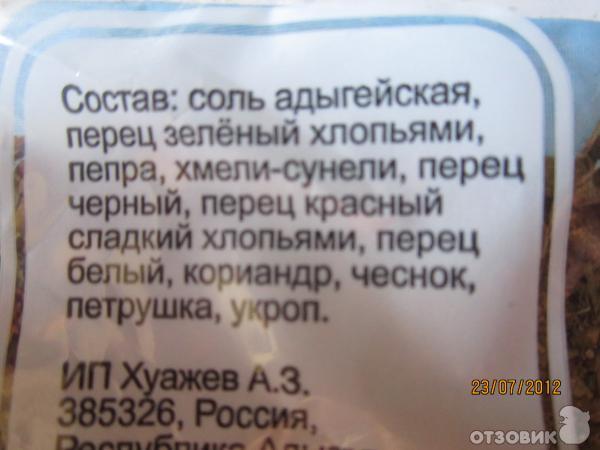 Состав: соль адыгейская,
перец зелёный хлопьями,
пепра, хмели-сунели, перец
черный, перец красный
сладкий хлопьями, перец
белый, кориандр, чеснок,
петрушка, укроп.
ИП Хуажев А.З.
385326, Россия,
Республика
23/07/2012
ОТЗОВИК